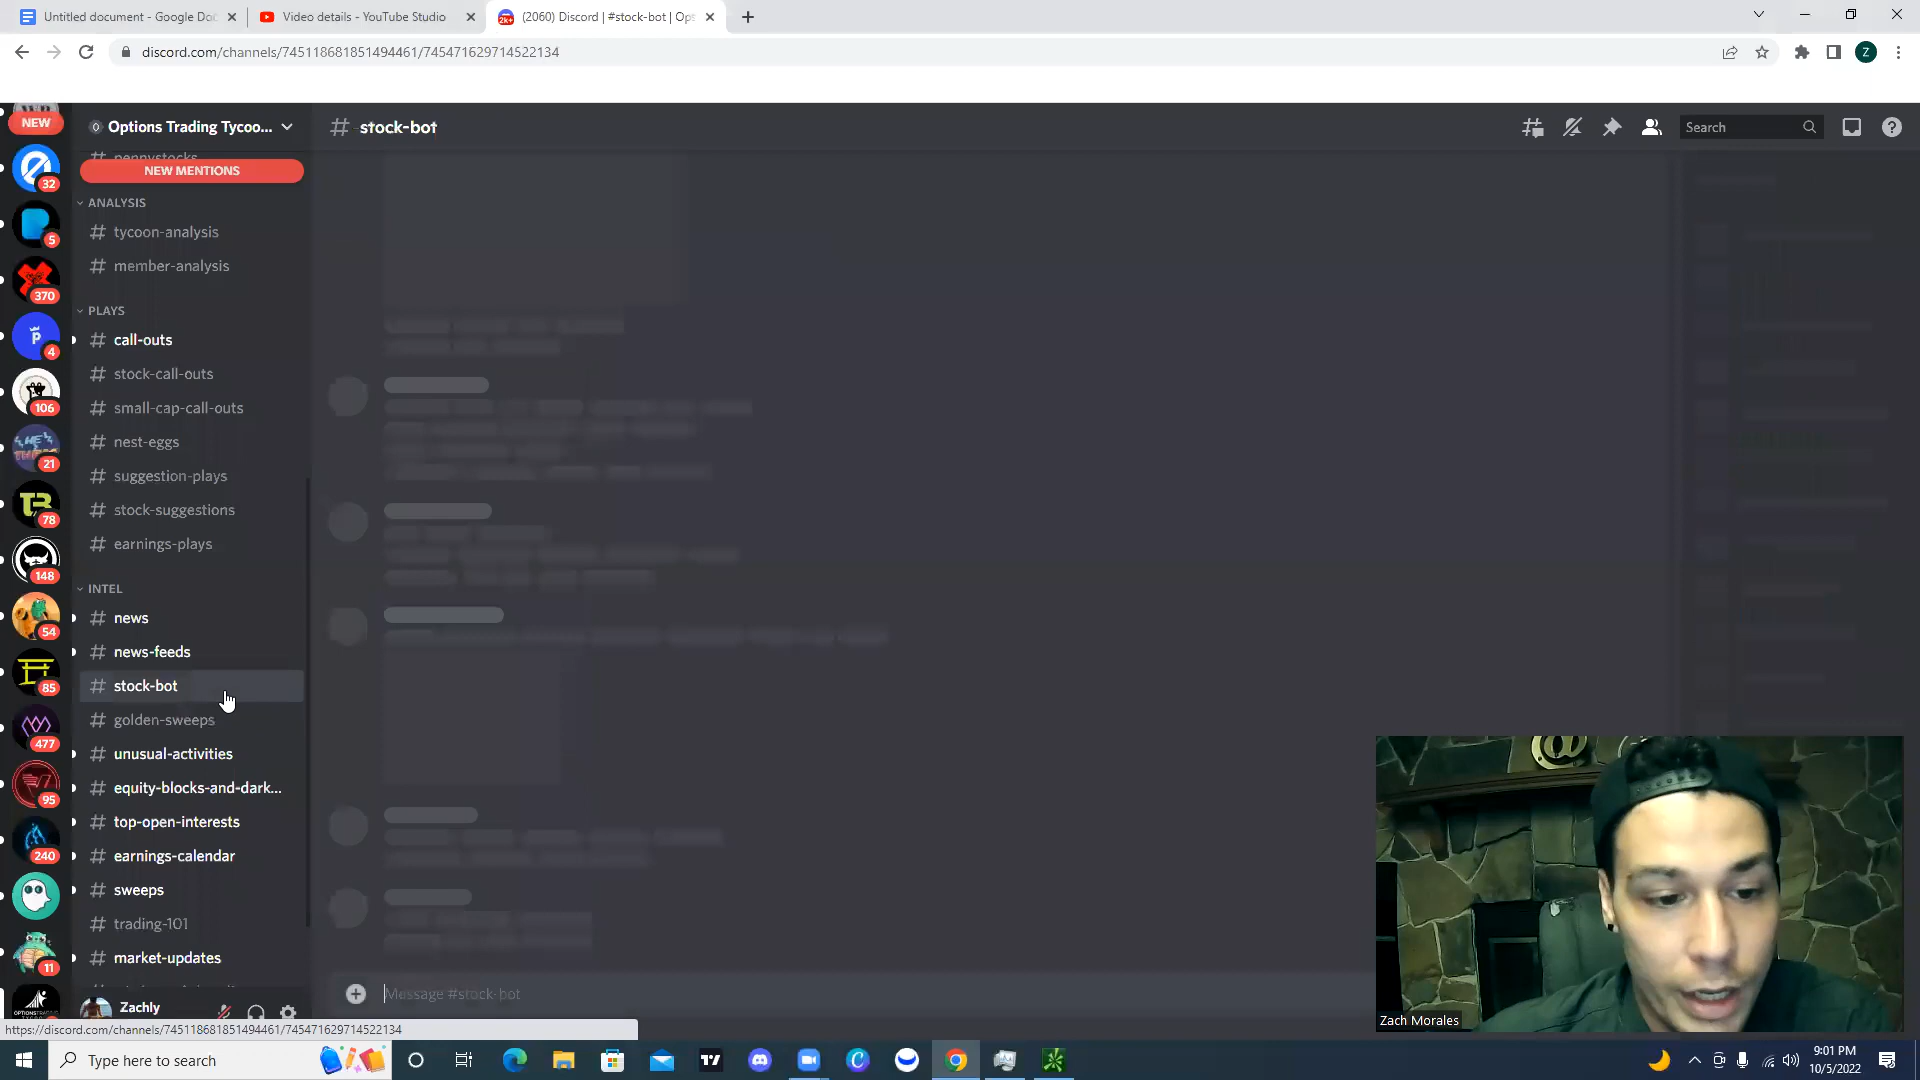 Untitled document - Google Doc
Video details - YouTube Studio
(2060) Discord | #stock-bot | Op
discord.com/channels/745118681851494461/745471629714522134
Z
NEW
Options Trading Tycoo...
stock-bot
Search
pennystocks
NEW MENTIONS
ANALYSIS
tycoon-analysis
member-analysis
PLAYS
call-outs
stock-call-outs
small-cap-call-outs
nest-eggs
suggestion-plays
stock-suggestions
earnings-plays
INTEL
news
news-feeds
stock-bot
golden-sweeps
unusual-activities
equity-blocks-and-dark...
top-open-interests
earnings-calendar
sweeps
trading-101
market-updates
32
5
370
4
106
21
78
148
54
85
477
95
240
11
Zachly
Message #stock-bot
https://discord.com/channels/745118681851494461/745471629714522134
Zach Morales
Type here to search
9:01 PM
10/5/2022